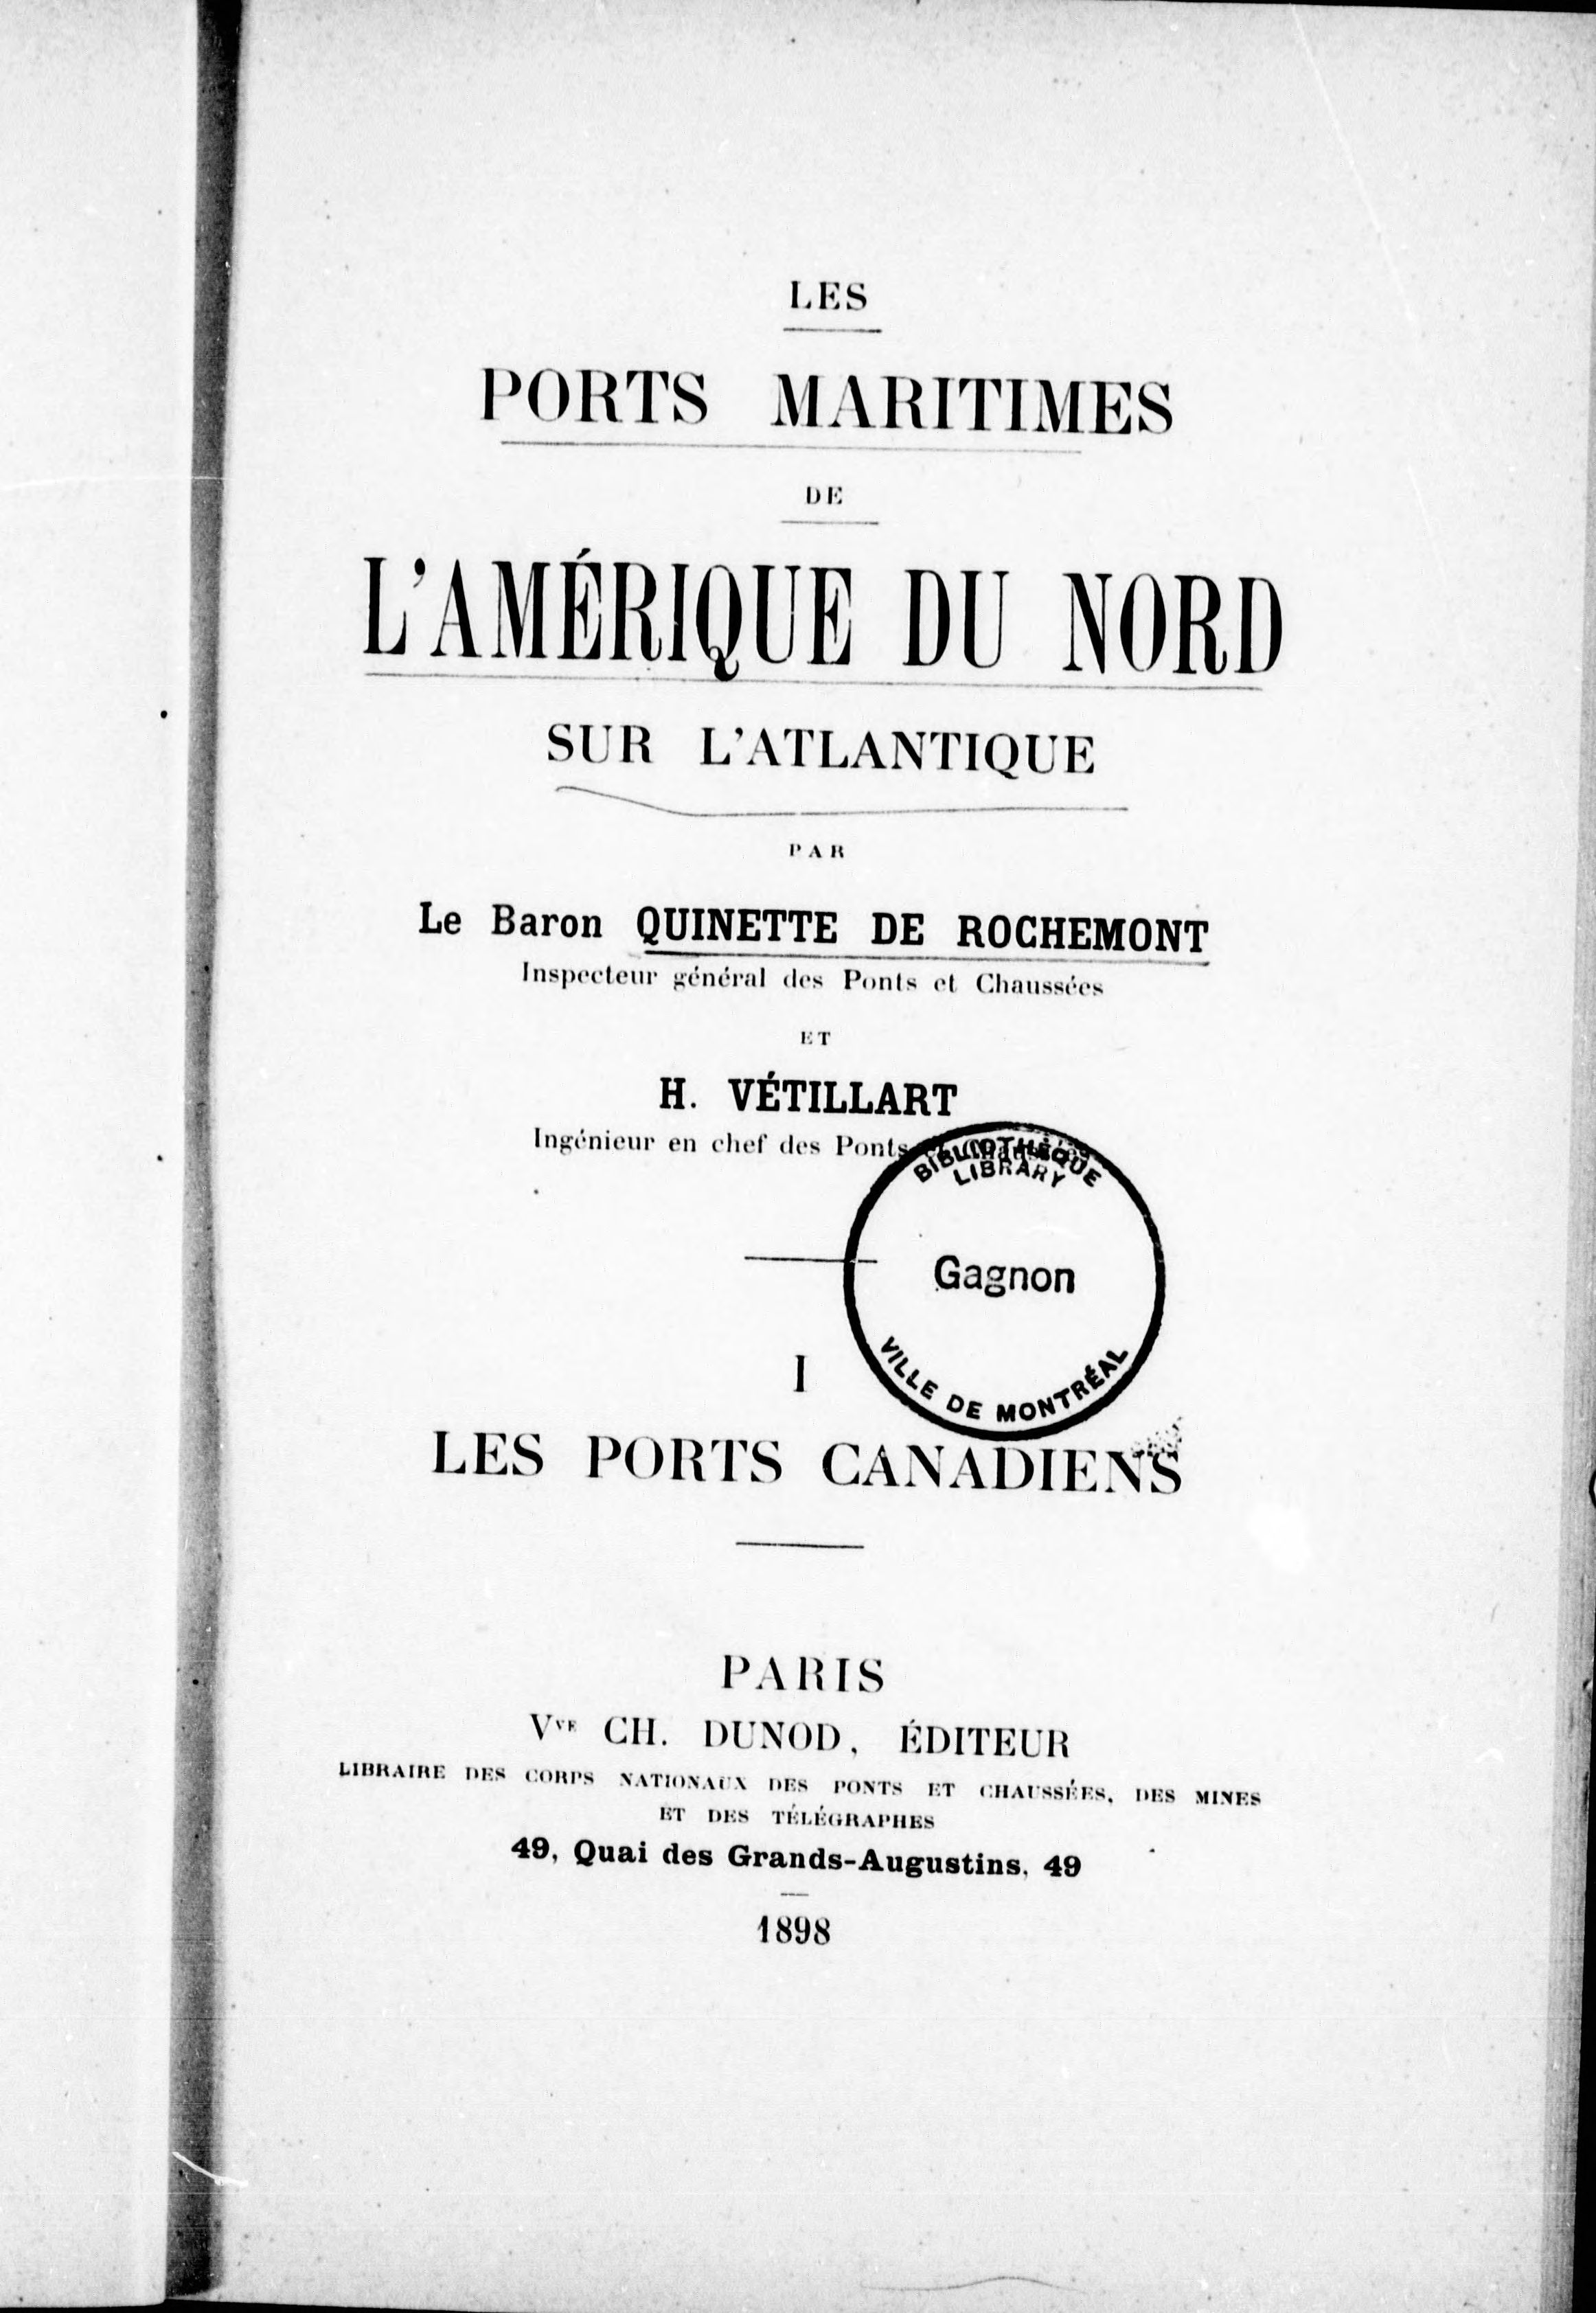 LES
PORTS MARITIMES
DE
L'AMÉRIQUE DU NORD
SUR L'ATLANTIQUE
PAR
Le Baron QUINETTE DE ROCHEMONT
Inspecteur général des Ponts et Chaussées
ET
H. VÉTILLART
Ingénieur en chef des Ponts
BIBLIOTHÈQUE
LIBRARY
Gagnon
VILLE DE MONTRÉAL
I
LES PORTS CANADIENS
PARIS
Vve CH. DUNOD, ÉDITEUR
LIBRAIRE DES CORPS NATIONAUX DES PONTS ET CHAUSSÉES, DES MINES
ET DES TÉLÉGRAPHES
49, Quai des Grands-Augustins, 49
1898